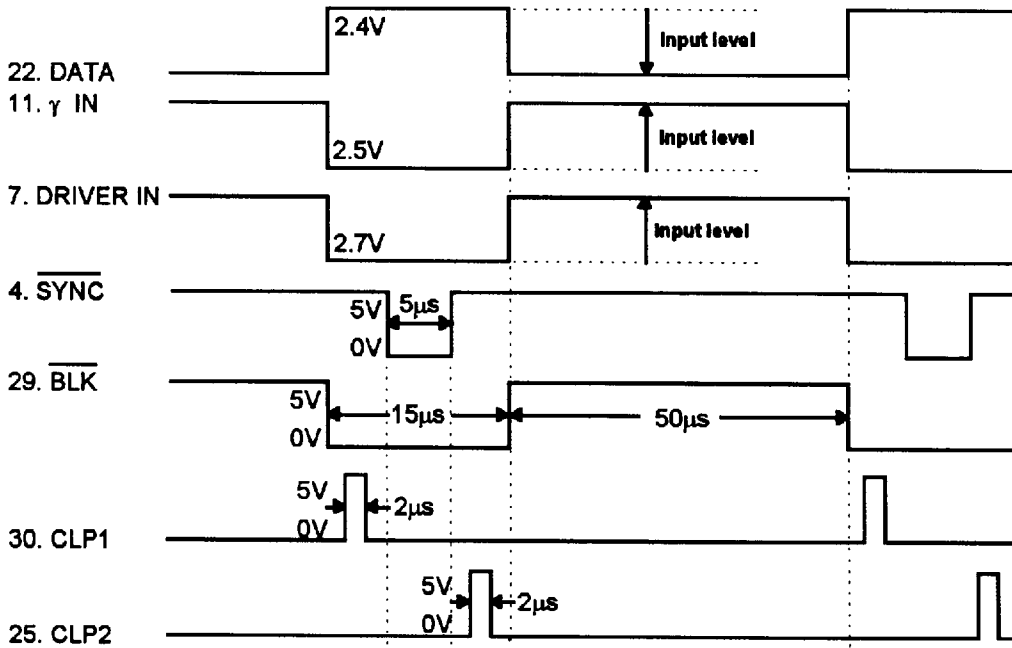 2.4V
Input level
22. DATA
11. γ IN
2.5V
Input level
7. DRIVER IN
2.7V
Input level
4. SYNC
5V
5µs
0V
29. BLK
5V
15µs
50µs
0V
5V
2µs
0V
30. CLP1
5V
2µs
0V
25. CLP2